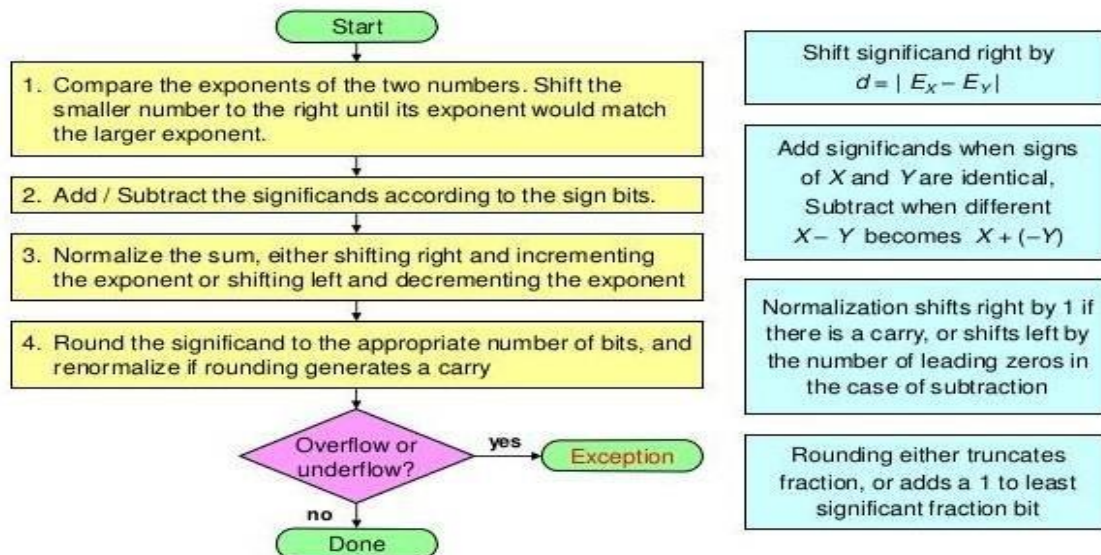 Start
1. Compare the exponents of the two numbers. Shift the
smaller number to the right until its exponent would match
the larger exponent.
2. Add / Subtract the significands according to the sign bits.
3. Normalize the sum, either shifting right and incrementing
the exponent or shifting left and decrementing the exponent
4. Round the significand to the appropriate number of bits, and
renormalize if rounding generates a carry
Overflow or
underflow?
yes
Exception
no
Done
Shift significand right by
d = | E_X − E_Y |
Add significands when signs
of X and Y are identical,
Subtract when different
X − Y becomes X + (−Y)
Normalization shifts right by 1 if
there is a carry, or shifts left by
the number of leading zeros in
the case of subtraction
Rounding either truncates
fraction, or adds a 1 to least
significant fraction bit